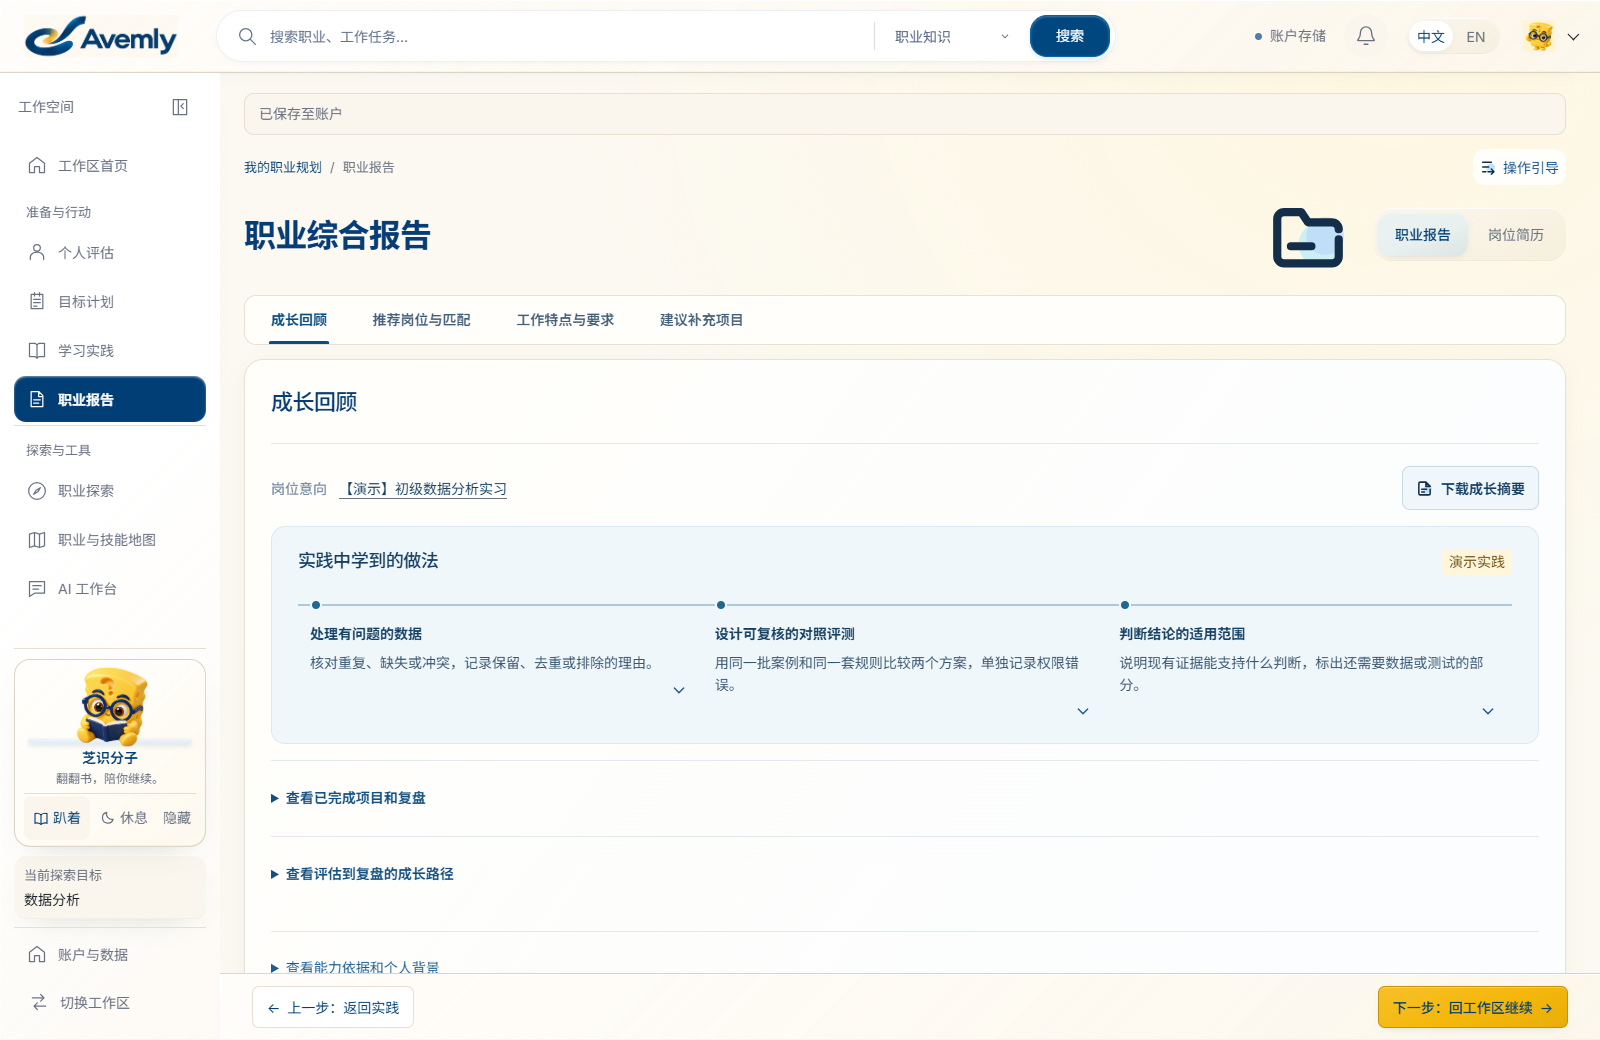 Avemly
搜索职业、工作任务...
职业知识
搜索
账户存储
中文
EN
工作空间
工作区首页
准备与行动
个人评估
目标计划
学习实践
职业报告
探索与工具
职业探索
职业与技能地图
AI 工作台
芝识分子
翻翻书，陪你继续。
趴着
休息
隐藏
当前探索目标
数据分析
账户与数据
切换工作区
已保存至账户
我的职业规划 / 职业报告
操作引导
职业综合报告
职业报告
岗位简历
成长回顾
推荐岗位与匹配
工作特点与要求
建议补充项目
成长回顾
岗位意向 【演示】初级数据分析实习
下载成长摘要
实践中学到的做法
演示实践
处理有问题的数据
核对重复、缺失或冲突，记录保留、去重或排除的理由。
设计可复核的对照评测
用同一批案例和同一套规则比较两个方案，单独记录权限错
误。
判断结论的适用范围
说明现有证据能支持什么判断，标出还需要数据或测试的部
分。
查看已完成项目和复盘
查看评估到复盘的成长路径
查看能力依据和个人背景
← 上一步：返回实践
下一步：回工作区继续 →